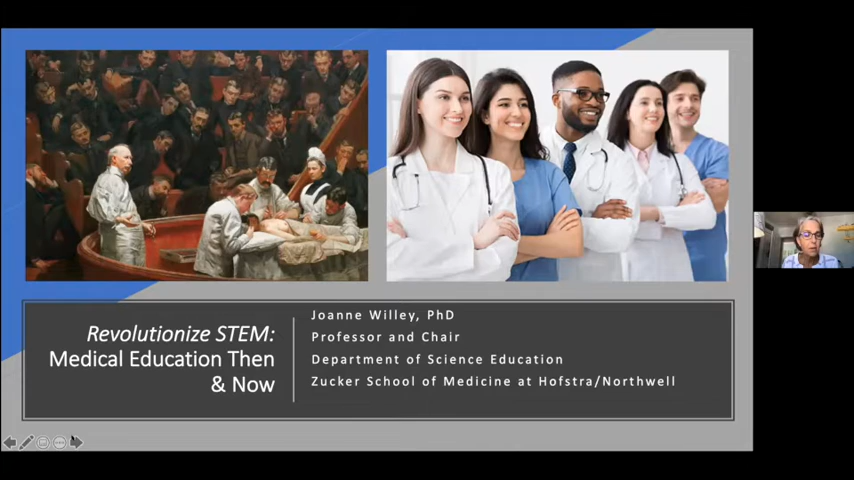 Revolutionize STEM:
Medical Education Then
& Now
Joanne Willey, PhD
Professor and Chair
Department of Science Education
Zucker School of Medicine at Hofstra/Northwell